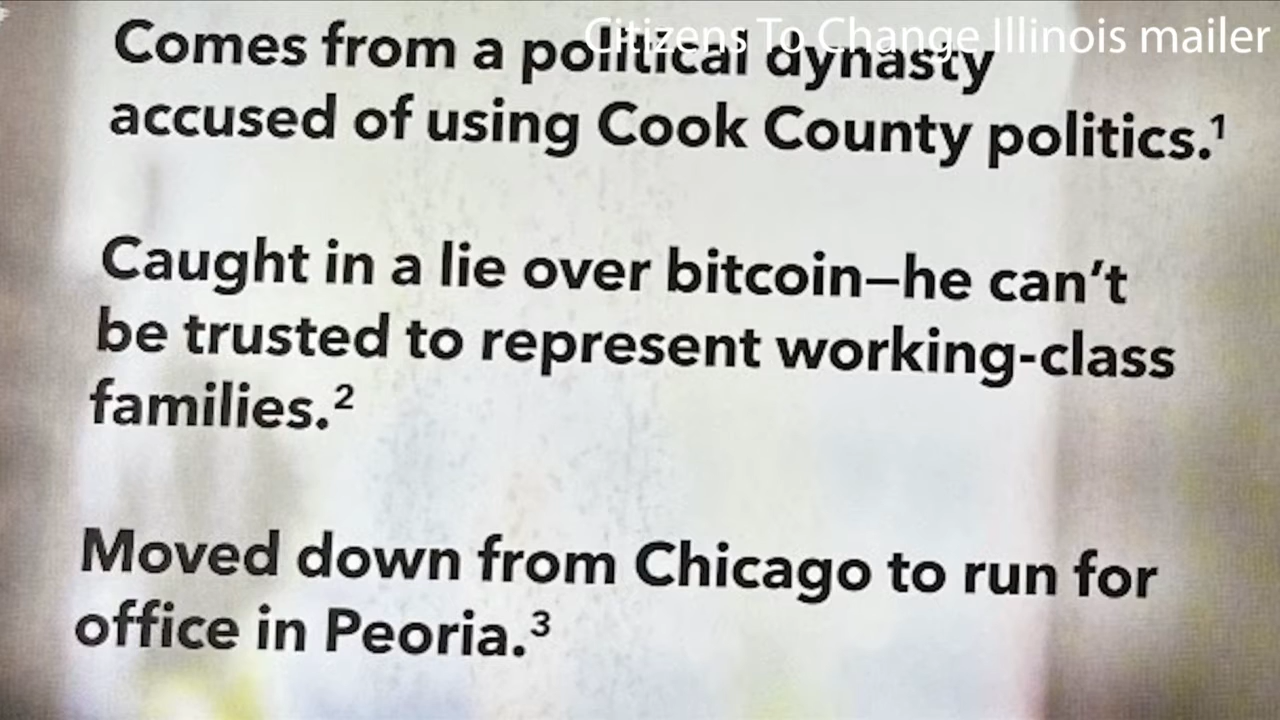 Citizens To Change Illinois mailer
Comes from a political dynasty
accused of using Cook County politics.¹
Caught in a lie over bitcoin—he can’t
be trusted to represent working-class
families.²
Moved down from Chicago to run for
office in Peoria.³